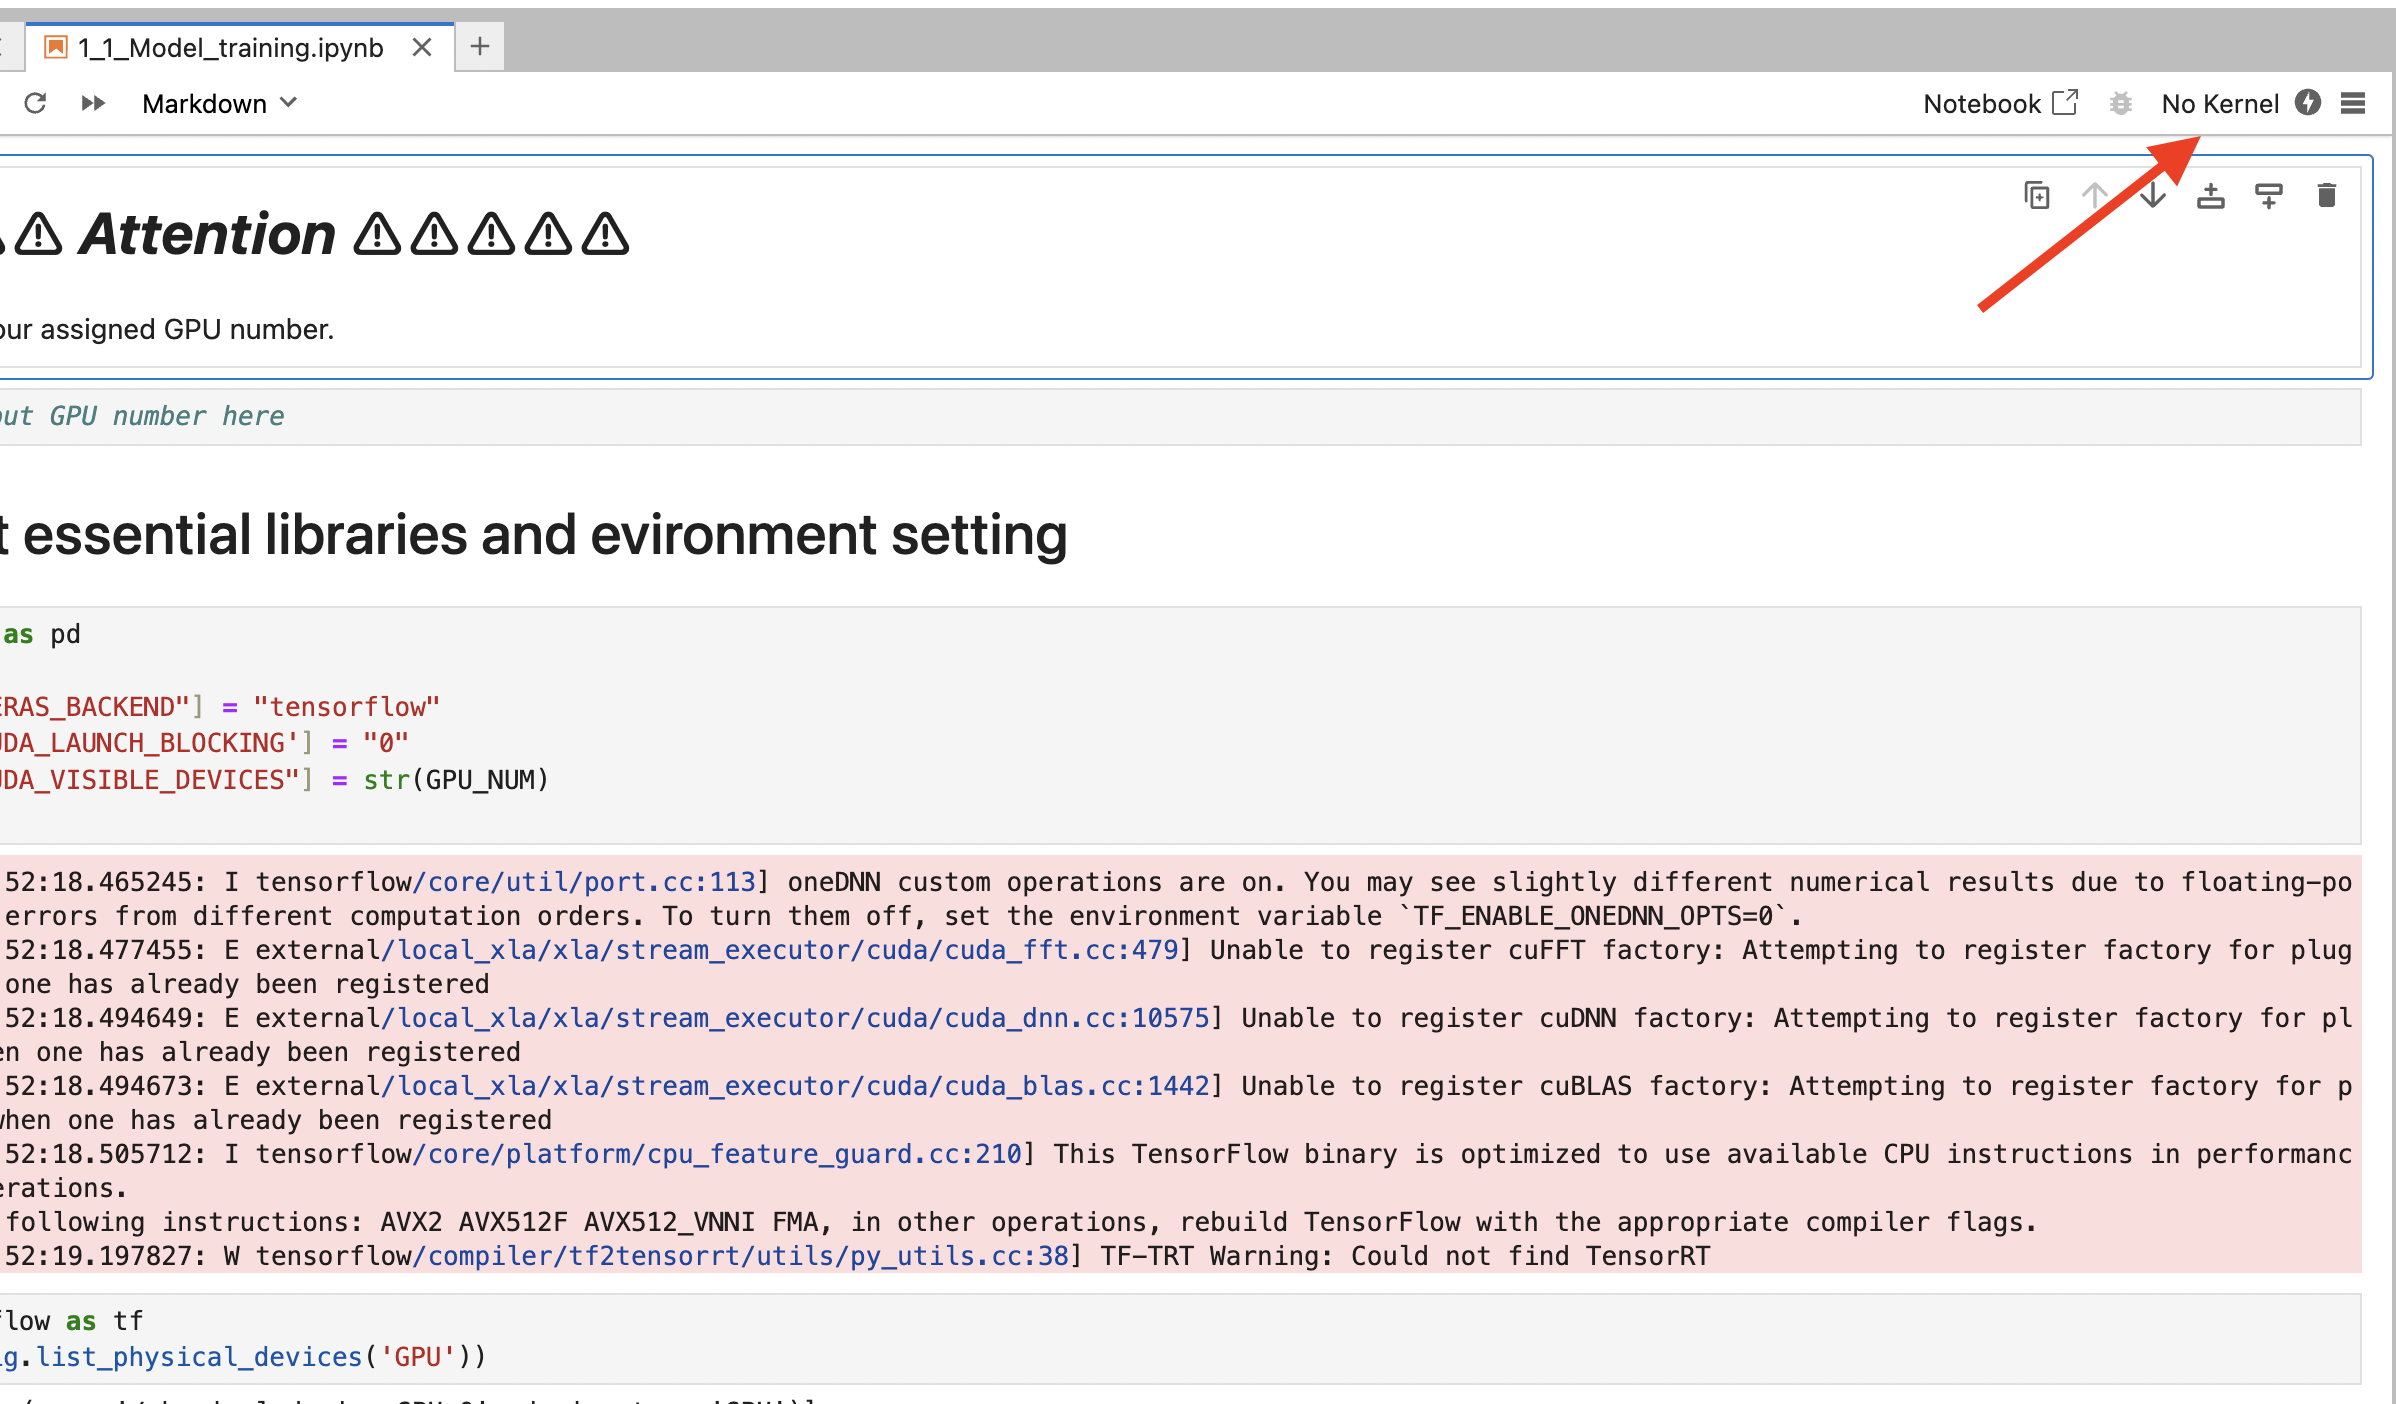 1_1_Model_training.ipynb
Markdown
Notebook
No Kernel
Attention
our assigned GPU number.
put GPU number here
t essential libraries and evironment setting
as pd
ERAS_BACKEND"] = "tensorflow"
UDA_LAUNCH_BLOCKING'] = "0"
UDA_VISIBLE_DEVICES"] = str(GPU_NUM)
52:18.465245: I tensorflow/core/util/port.cc:113] oneDNN custom operations are on. You may see slightly different numerical results due to floating-po
errors from different computation orders. To turn them off, set the environment variable `TF_ENABLE_ONEDNN_OPTS=0`.
52:18.477455: E external/local_xla/xla/stream_executor/cuda/cuda_fft.cc:479] Unable to register cuFFT factory: Attempting to register factory for plug
one has already been registered
52:18.494649: E external/local_xla/xla/stream_executor/cuda/cuda_dnn.cc:10575] Unable to register cuDNN factory: Attempting to register factory for pl
en one has already been registered
52:18.494673: E external/local_xla/xla/stream_executor/cuda/cuda_blas.cc:1442] Unable to register cuBLAS factory: Attempting to register factory for p
when one has already been registered
52:18.505712: I tensorflow/core/platform/cpu_feature_guard.cc:210] This TensorFlow binary is optimized to use available CPU instructions in performanc
erations.
following instructions: AVX2 AVX512F AVX512_VNNI FMA, in other operations, rebuild TensorFlow with the appropriate compiler flags.
52:19.197827: W tensorflow/compiler/tf2tensorrt/utils/py_utils.cc:38] TF-TRT Warning: Could not find TensorRT
flow as tf
ig.list_physical_devices('GPU'))